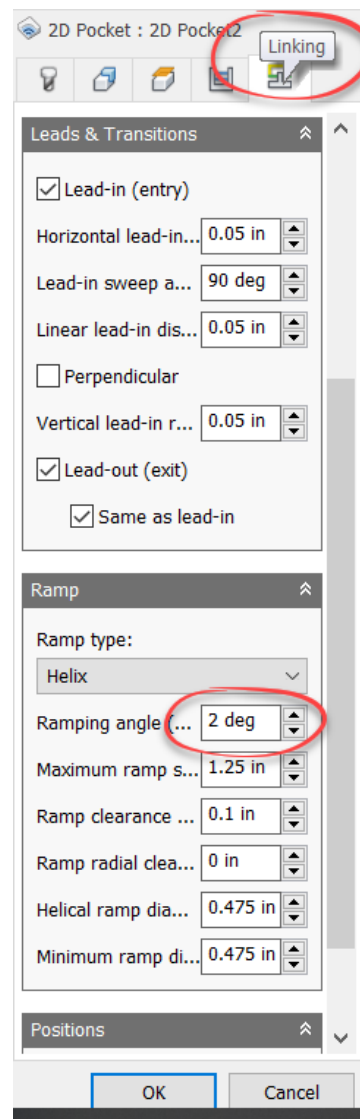 2D Pocket : 2D Pocket2
Linking
Leads & Transitions
Lead-in (entry)
Horizontal lead-in... 0.05 in
Lead-in sweep a... 90 deg
Linear lead-in dis... 0.05 in
Perpendicular
Vertical lead-in r... 0.05 in
Lead-out (exit)
Same as lead-in
Ramp
Ramp type:
Helix
Ramping angle (... 2 deg
Maximum ramp s... 1.25 in
Ramp clearance ... 0.1 in
Ramp radial clea... 0 in
Helical ramp dia... 0.475 in
Minimum ramp di... 0.475 in
Positions
OK Cancel